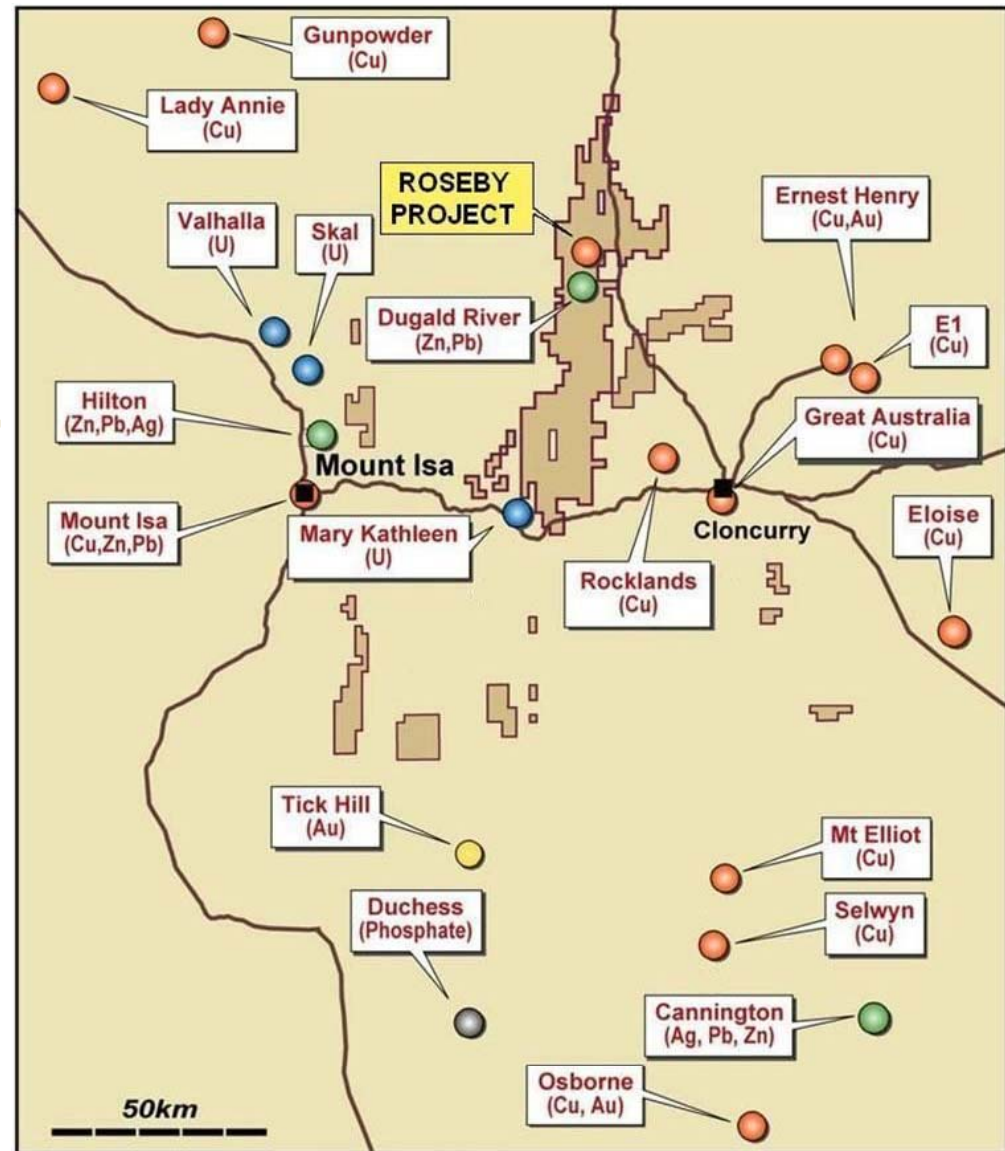 Gunpowder
(Cu)
Lady Annie
(Cu)
ROSEBY
PROJECT
Ernest Henry
(Cu,Au)
Valhalla
(U)
Skal
(U)
Dugald River
(Zn,Pb)
E1
(Cu)
Hilton
(Zn,Pb,Ag)
Great Australia
(Cu)
Mount Isa
Mount Isa
(Cu,Zn,Pb)
Mary Kathleen
(U)
Cloncurry
Eloise
(Cu)
Rocklands
(Cu)
Tick Hill
(Au)
Mt Elliot
(Cu)
Duchess
(Phosphate)
Selwyn
(Cu)
Cannington
(Ag, Pb, Zn)
Osborne
(Cu, Au)
50km